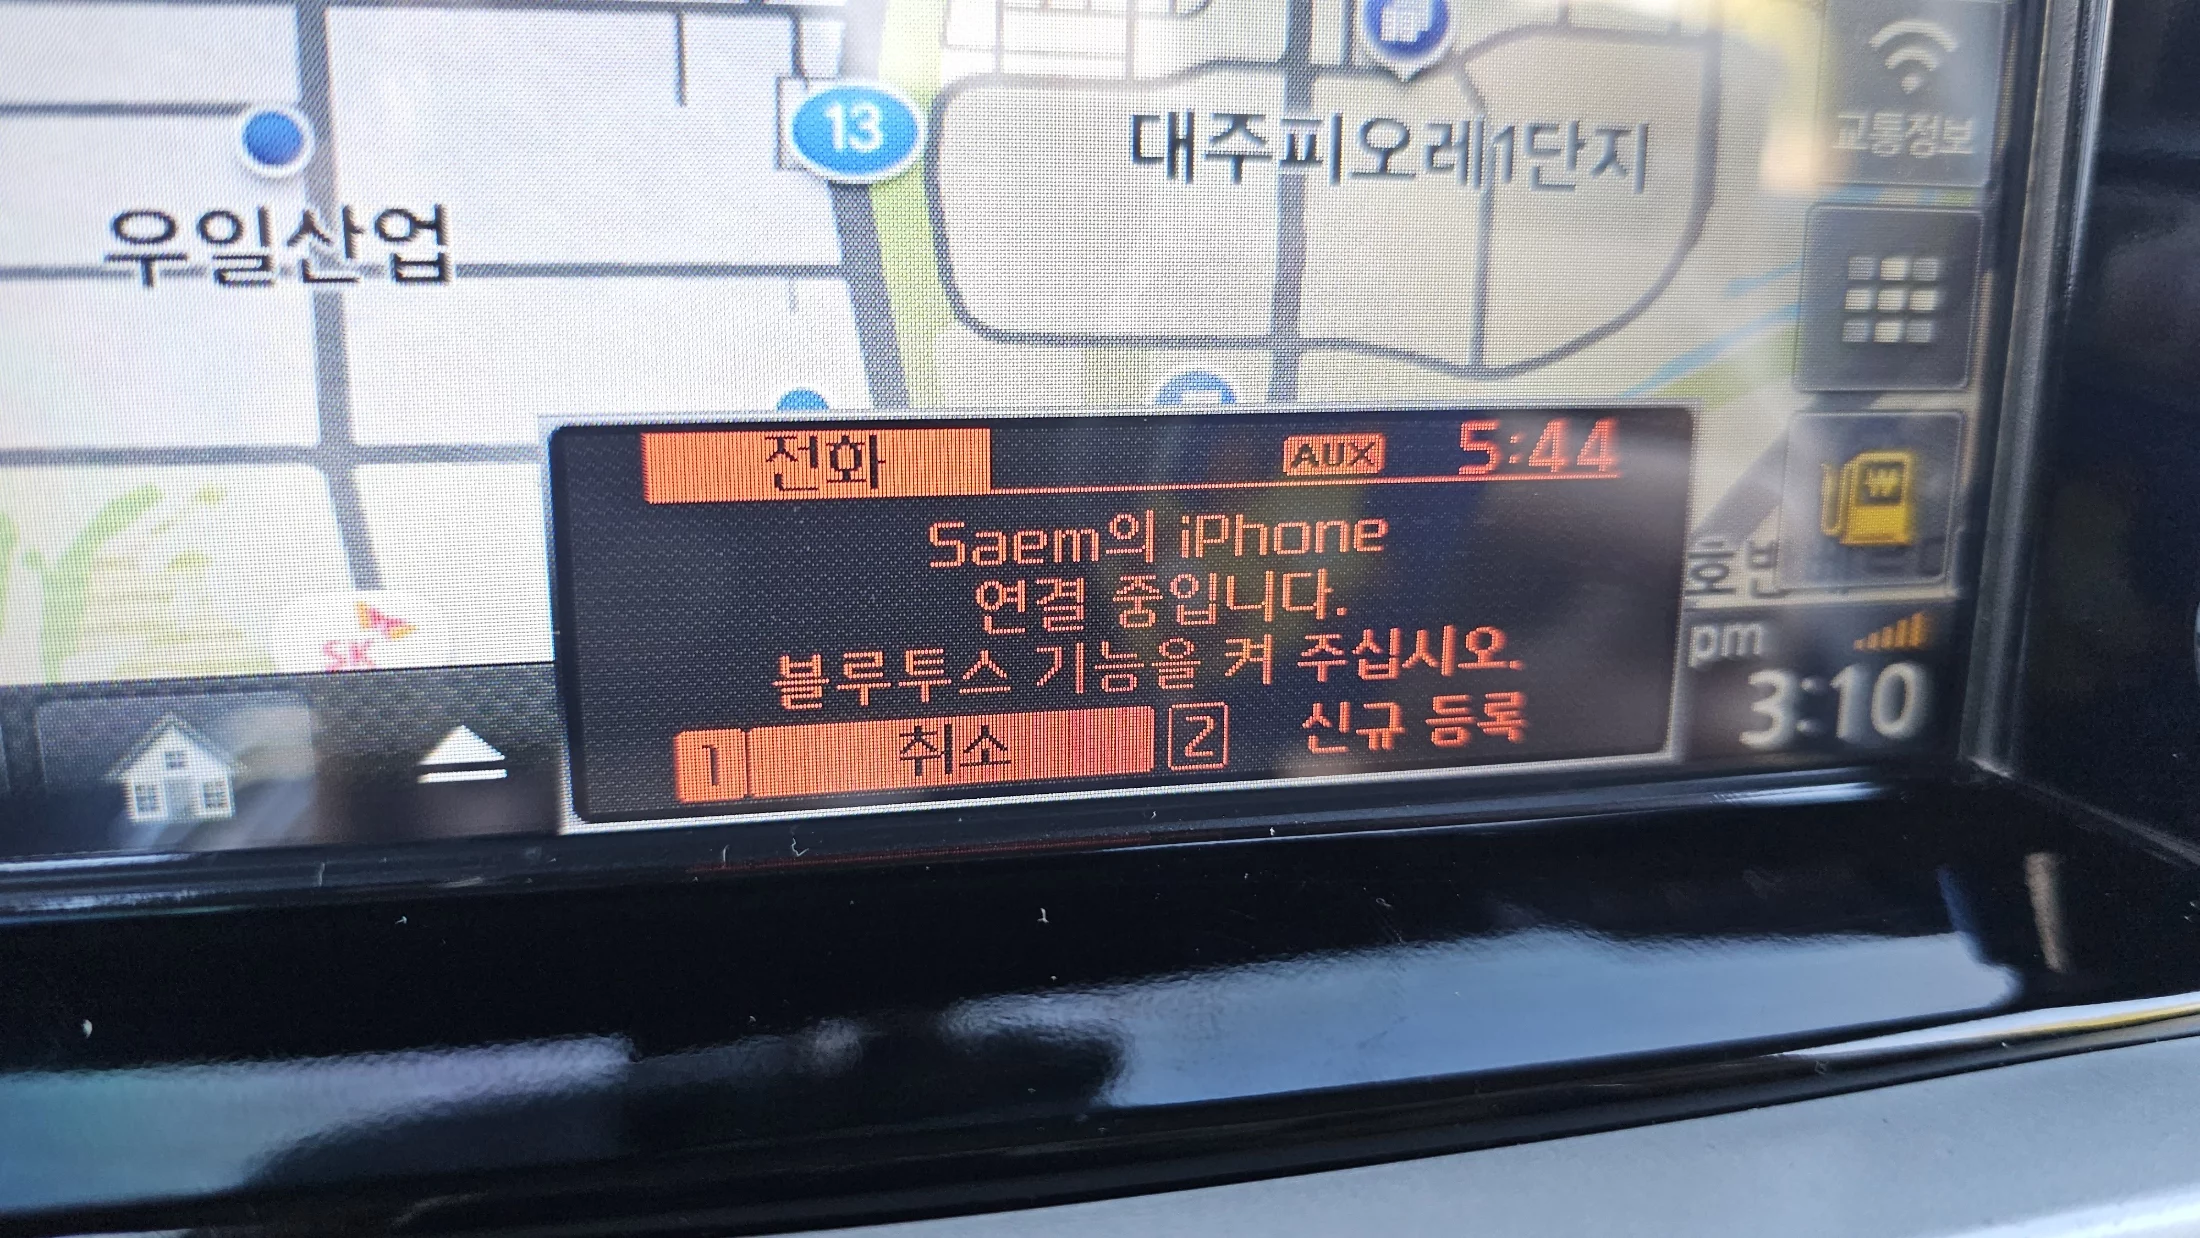 13
대주피오레1단지
교통정보
우일산업
전화
AUX
5:44
Saem의 iPhone
연결 중입니다.
블루투스 기능을 켜 주십시오.
1 취소
2 신규 등록
SK
호반
pm
3:10